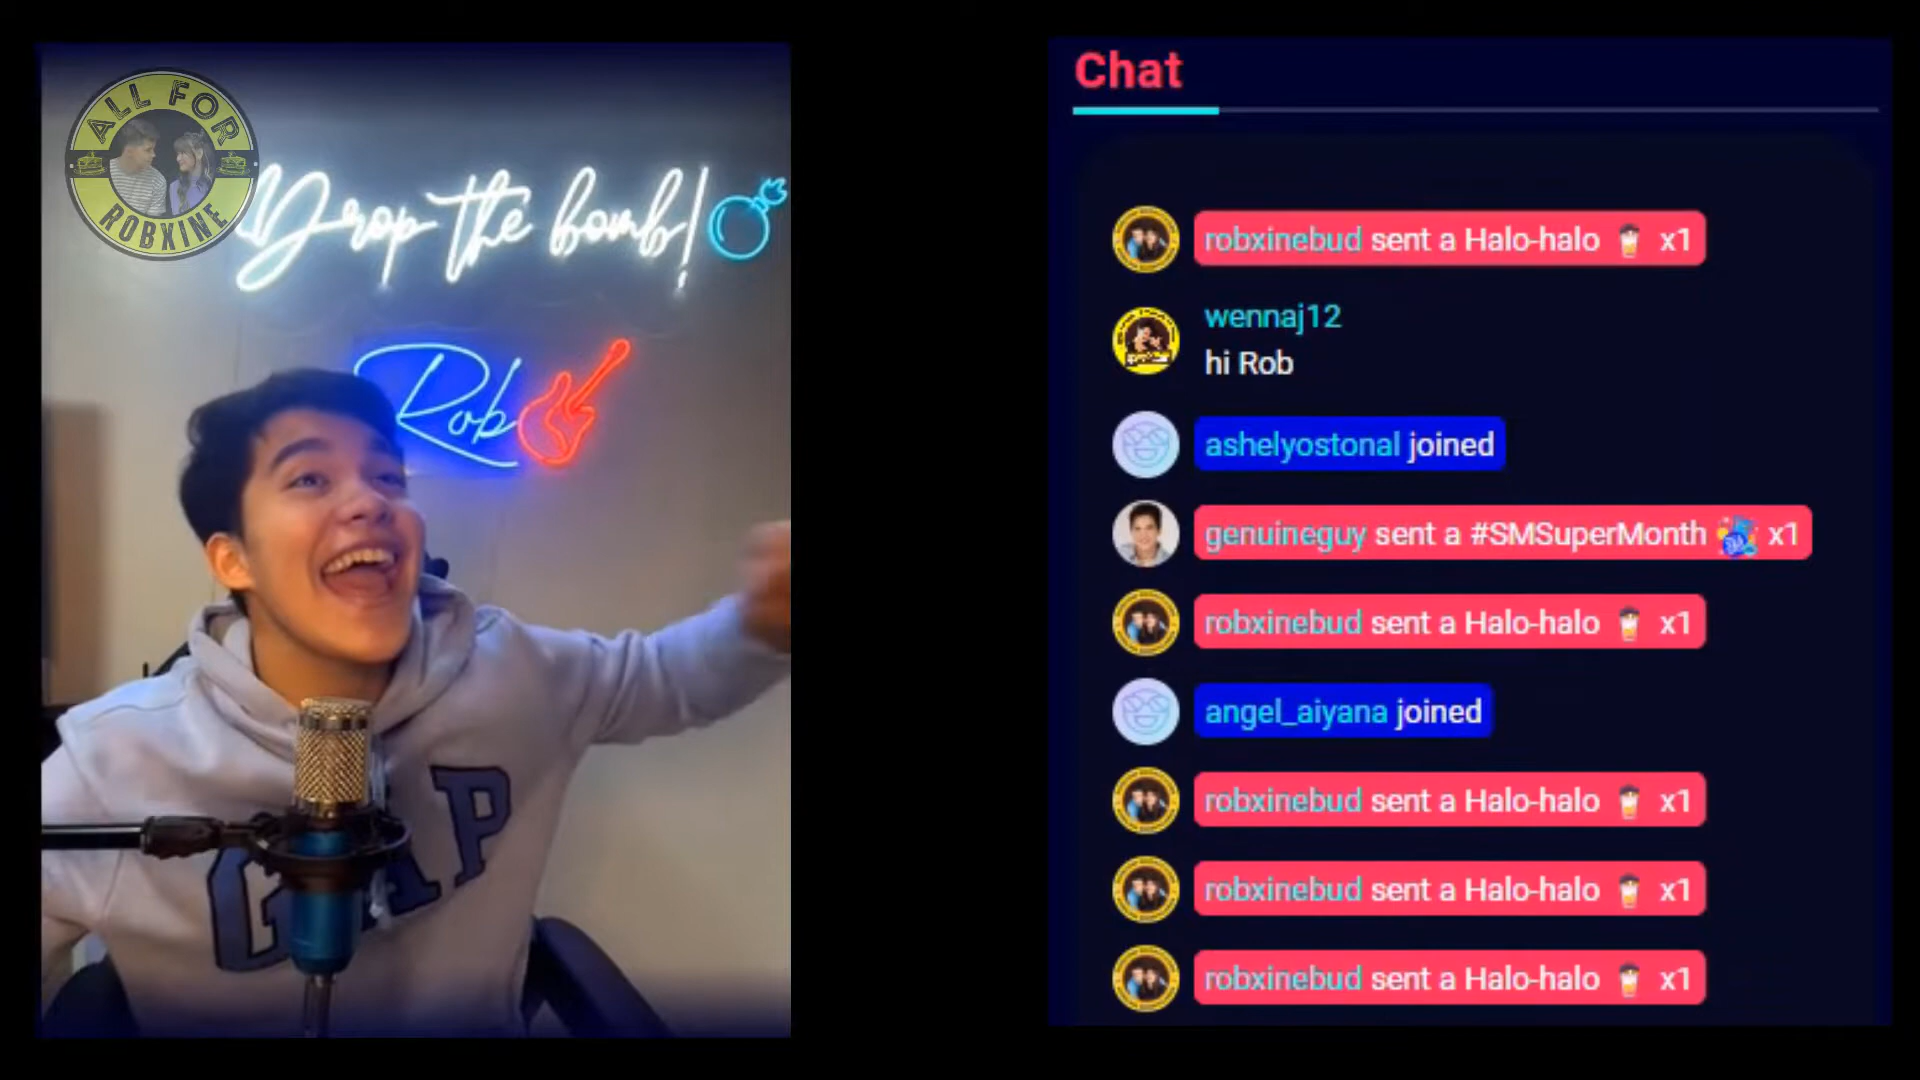 ALL FOR
ROBXINE
Drop the bomb!
Rob
GAP
Chat
robxinebud sent a Halo-halo x1
wennaj12
hi Rob
ashelyostonal joined
genuineguy sent a #SMSuperMonth x1
robxinebud sent a Halo-halo x1
angel_aiyana joined
robxinebud sent a Halo-halo x1
robxinebud sent a Halo-halo x1
robxinebud sent a Halo-halo x1